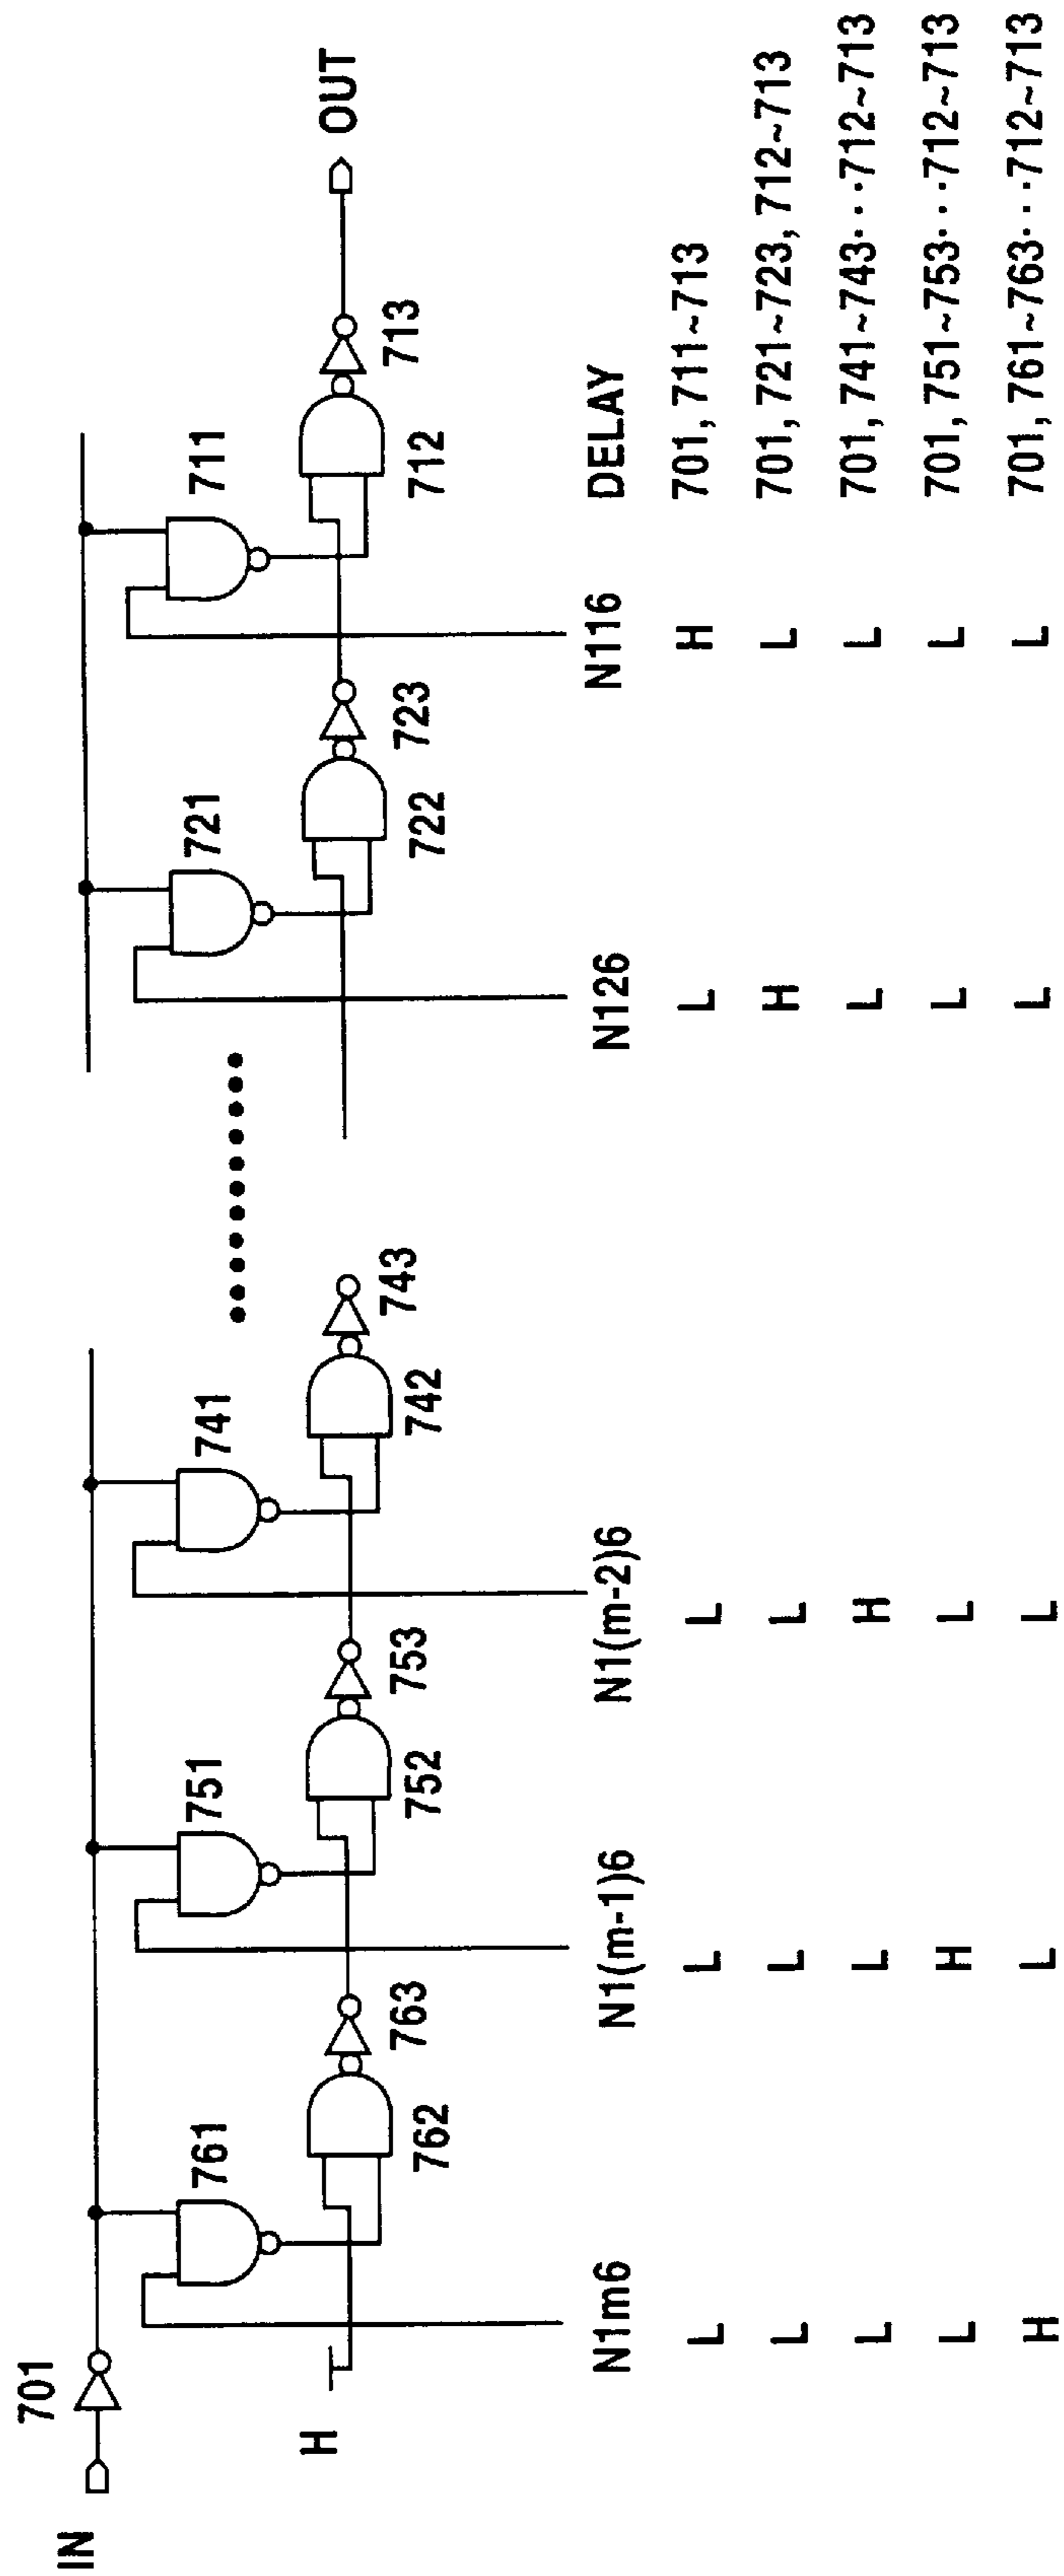 IN
701
H
761
762
763
751
752
753
741
742
743
721
722
723
711
712
713
OUT
N1m6 N1(m-1)6 N1(m-2)6 N126 N116 DELAY
L L L L H 701, 711~713
L L L H L 701, 721~723, 712~713
L L H L L 701, 741~743···712~713
L H L L L 701, 751~753···712~713
H L L L L 701, 761~763···712~713